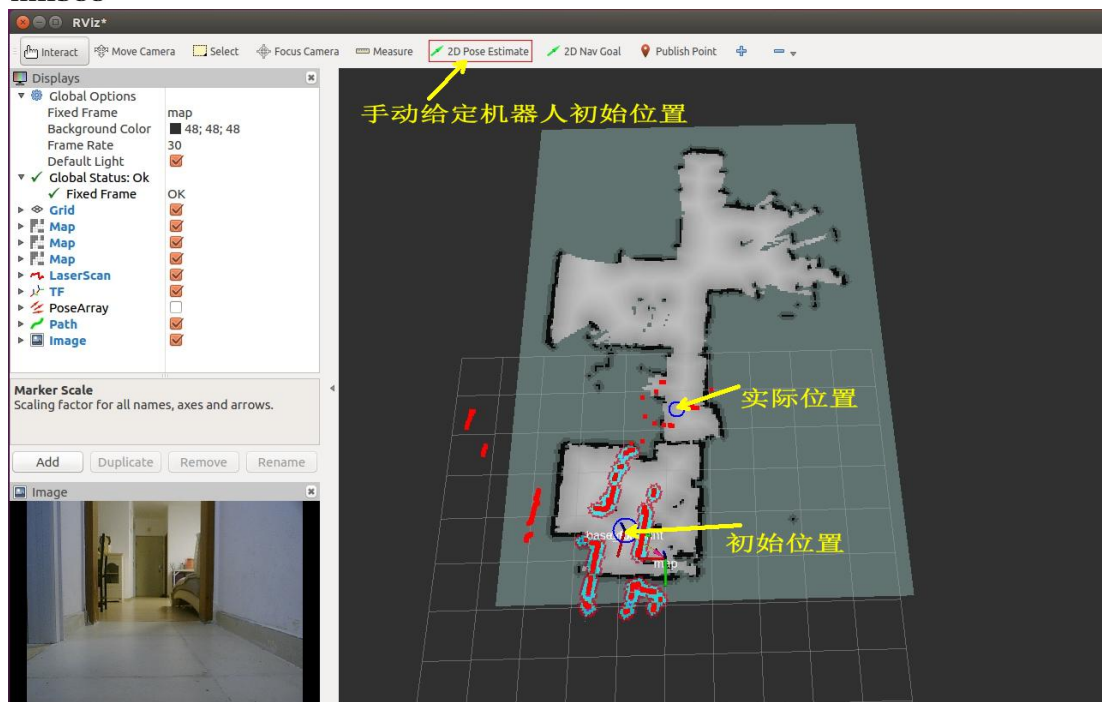 RViz*
Interact Move Camera Select Focus Camera Measure 2D Pose Estimate 2D Nav Goal Publish Point
Displays
手动给定机器人初始位置
Global Options
Fixed Frame map
Background Color 48; 48; 48
Frame Rate 30
Default Light
Global Status: Ok
Fixed Frame OK
Grid
Map
Map
Map
LaserScan
TF
PoseArray
Path
Image
Marker Scale
Scaling factor for all names, axes and arrows.
实际位置
Add Duplicate Remove Rename
Image
初始位置
map